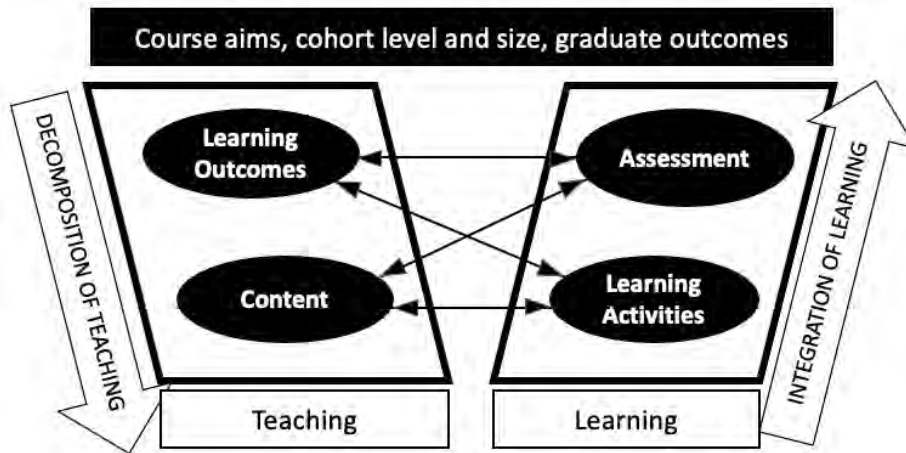 Course aims, cohort level and size, graduate outcomes
DECOMPOSITION OF TEACHING
Learning
Outcomes
Content
Assessment
Learning
Activities
INTEGRATION OF LEARNING
Teaching
Learning